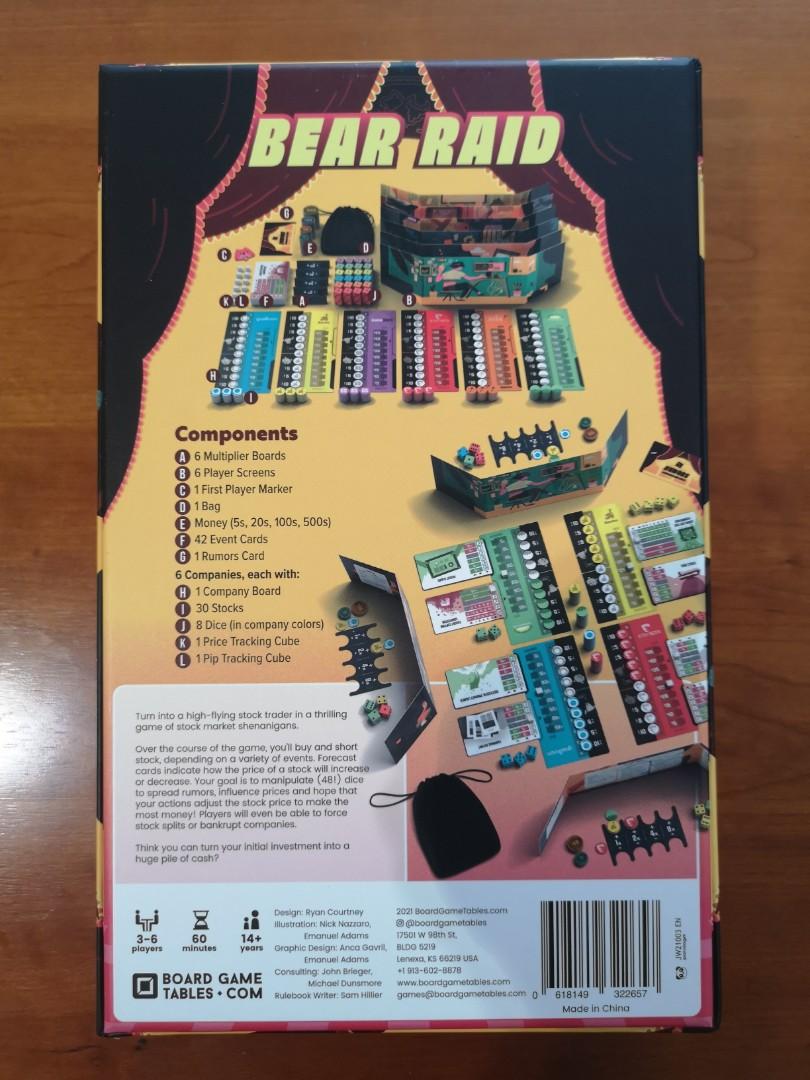 BEAR RAID
G
C
E
D
K L F
A
J
B
H
I
Components
A 6 Multiplier Boards
B 6 Player Screens
C 1 First Player Marker
D 1 Bag
E Money (5s, 20s, 100s, 500s)
F 42 Event Cards
G 1 Rumors Card
6 Companies, each with:
H 1 Company Board
I 30 Stocks
J 8 Dice (in company colors)
K 1 Price Tracking Cube
L 1 Pip Tracking Cube
Turn into a high-flying stock trader in a thrilling
game of stock market shenanigans.
Over the course of the game, you'll buy and short
stock, depending on a variety of events. Forecast
cards indicate how the price of a stock will increase
or decrease. Your goal is to manipulate (48!) dice
to spread rumors, influence prices and hope that
your actions adjust the stock price to make the
most money! Players will even be able to force
stock splits or bankrupt companies.
Think you can turn your initial investment into a
huge pile of cash?
3-6
players
60
minutes
14+
years
BOARD GAME
TABLES • COM
Design: Ryan Courtney
Illustration: Nick Nazzaro,
Emanuel Adams
Graphic Design: Anca Gavril,
Emanuel Adams
Consulting: John Brieger,
Michael Dunsmore
Rulebook Writer: Sam Hillier
2021 BoardGameTables.com
@boardgametables
17501 W 98th St,
BLDG 5219
Lenexa, KS 66219 USA
+1 913-602-8878
www.boardgametables.com
games@boardgametables.com
0 618149 322657
Made in China
JW21003 EN